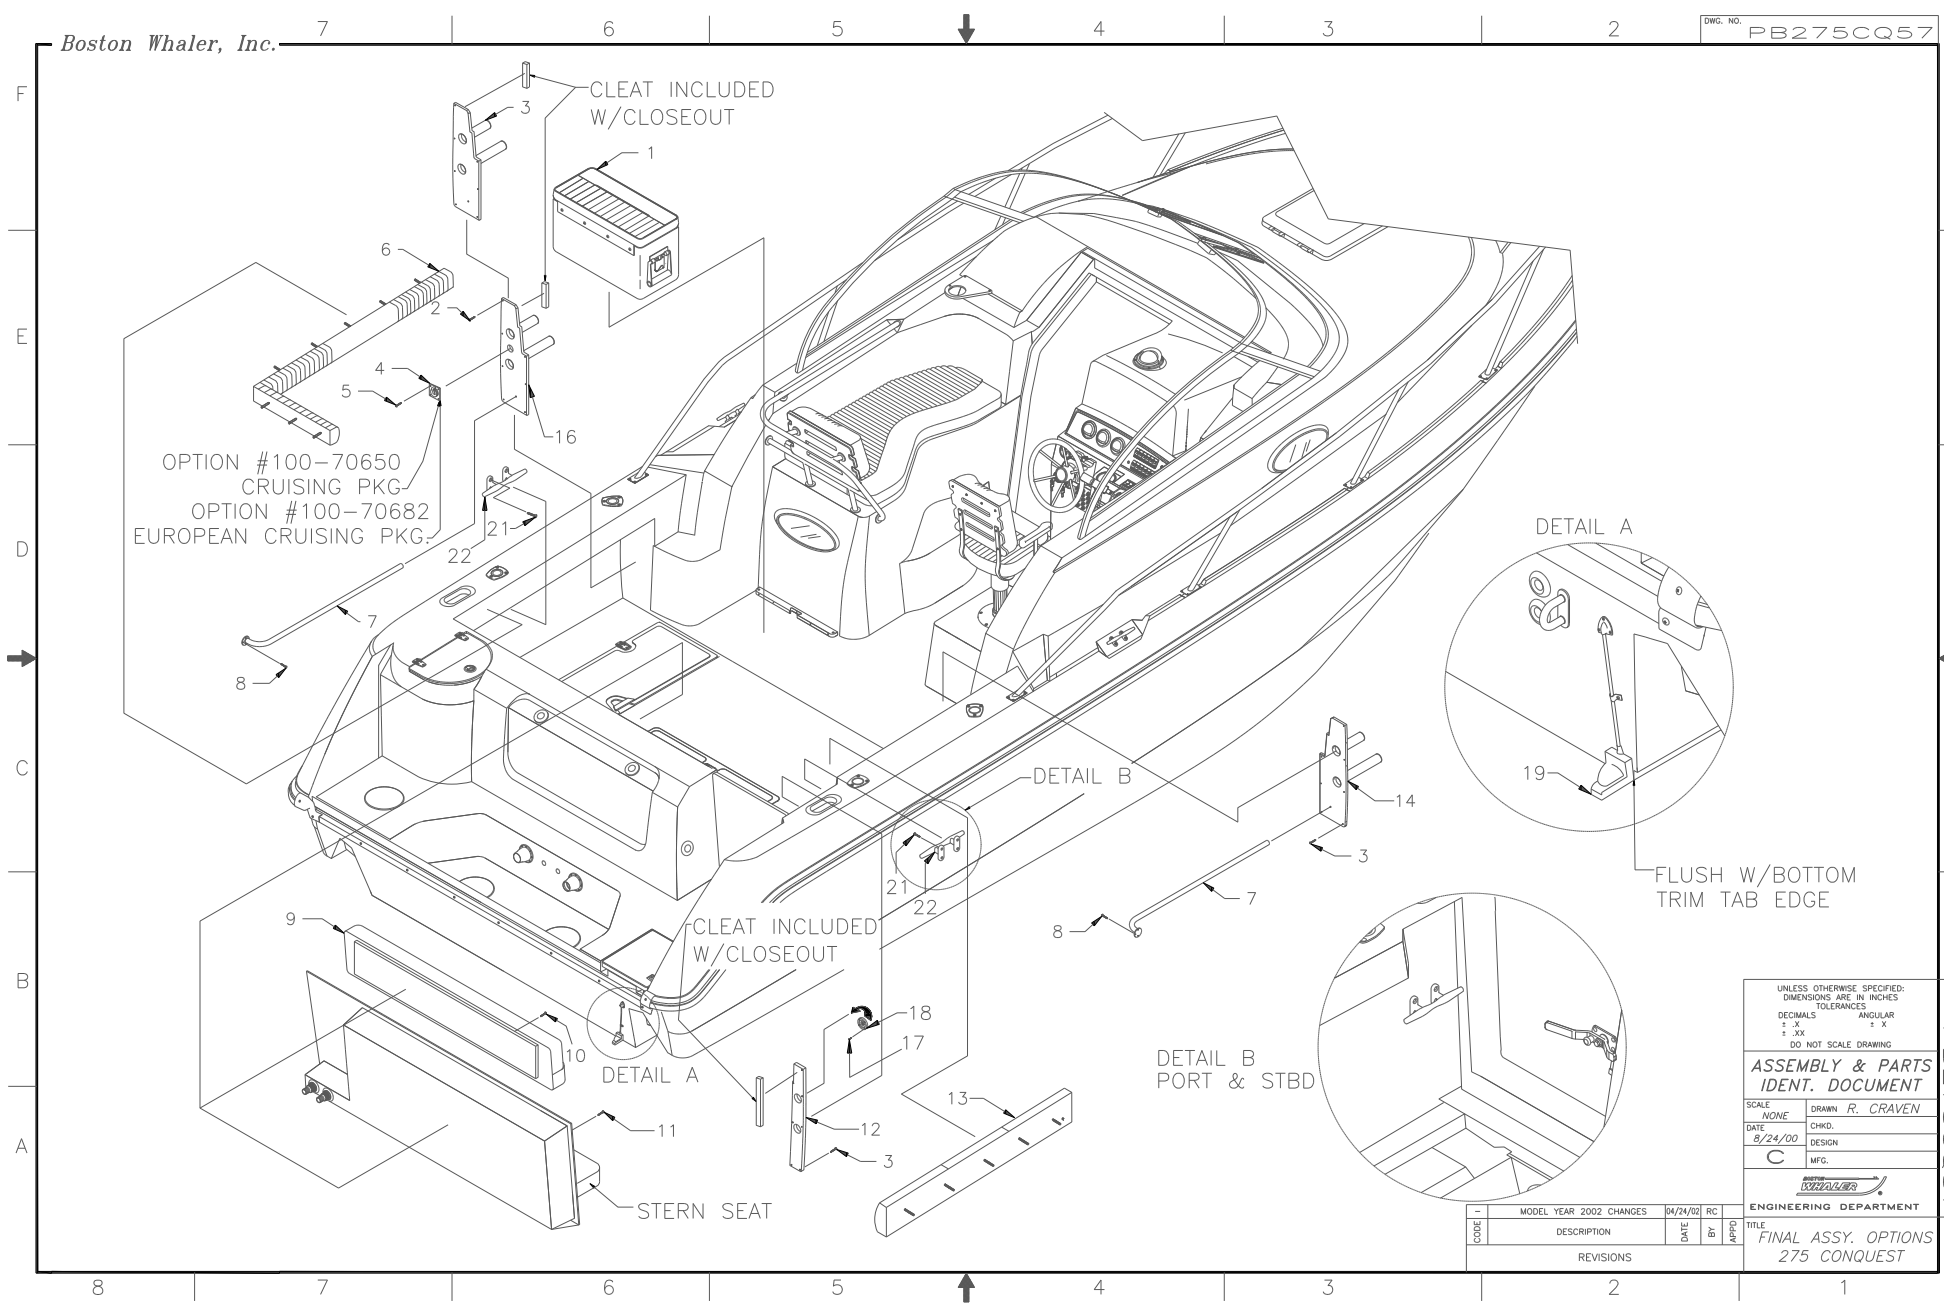 7
6
5
4
3
2
DWG. NO.
PB275CQ57
Boston Whaler, Inc.
F
CLEAT INCLUDED
W/CLOSEOUT
3
1
6
2
E
4
5
16
OPTION #100-70650
CRUISING PKG
OPTION #100-70682
EUROPEAN CRUISING PKG.
21
22
D
DETAIL A
7
8
C
DETAIL B
19
14
3
21
22
7
8
FLUSH W/BOTTOM
TRIM TAB EDGE
9
CLEAT INCLUDED
W/CLOSEOUT
B
18
17
10
DETAIL A
DETAIL B
PORT & STBD
13
12
11
3
A
STERN SEAT
UNLESS OTHERWISE SPECIFIED:
DIMENSIONS ARE IN INCHES
TOLERANCES
DECIMALS ANGULAR
± .X ± X
± .XX
DO NOT SCALE DRAWING
ASSEMBLY & PARTS
IDENT. DOCUMENT
SCALE
NONE
DRAWN R. CRAVEN
DATE
8/24/00
CHKD.
DESIGN
C
MFG.
BOSTON
WHALER
ENGINEERING DEPARTMENT
TITLE
FINAL ASSY. OPTIONS
275 CONQUEST
- MODEL YEAR 2002 CHANGES 04/24/02 RC
CODE DESCRIPTION DATE BY APPD
REVISIONS
8
7
6
5
4
3
2
1